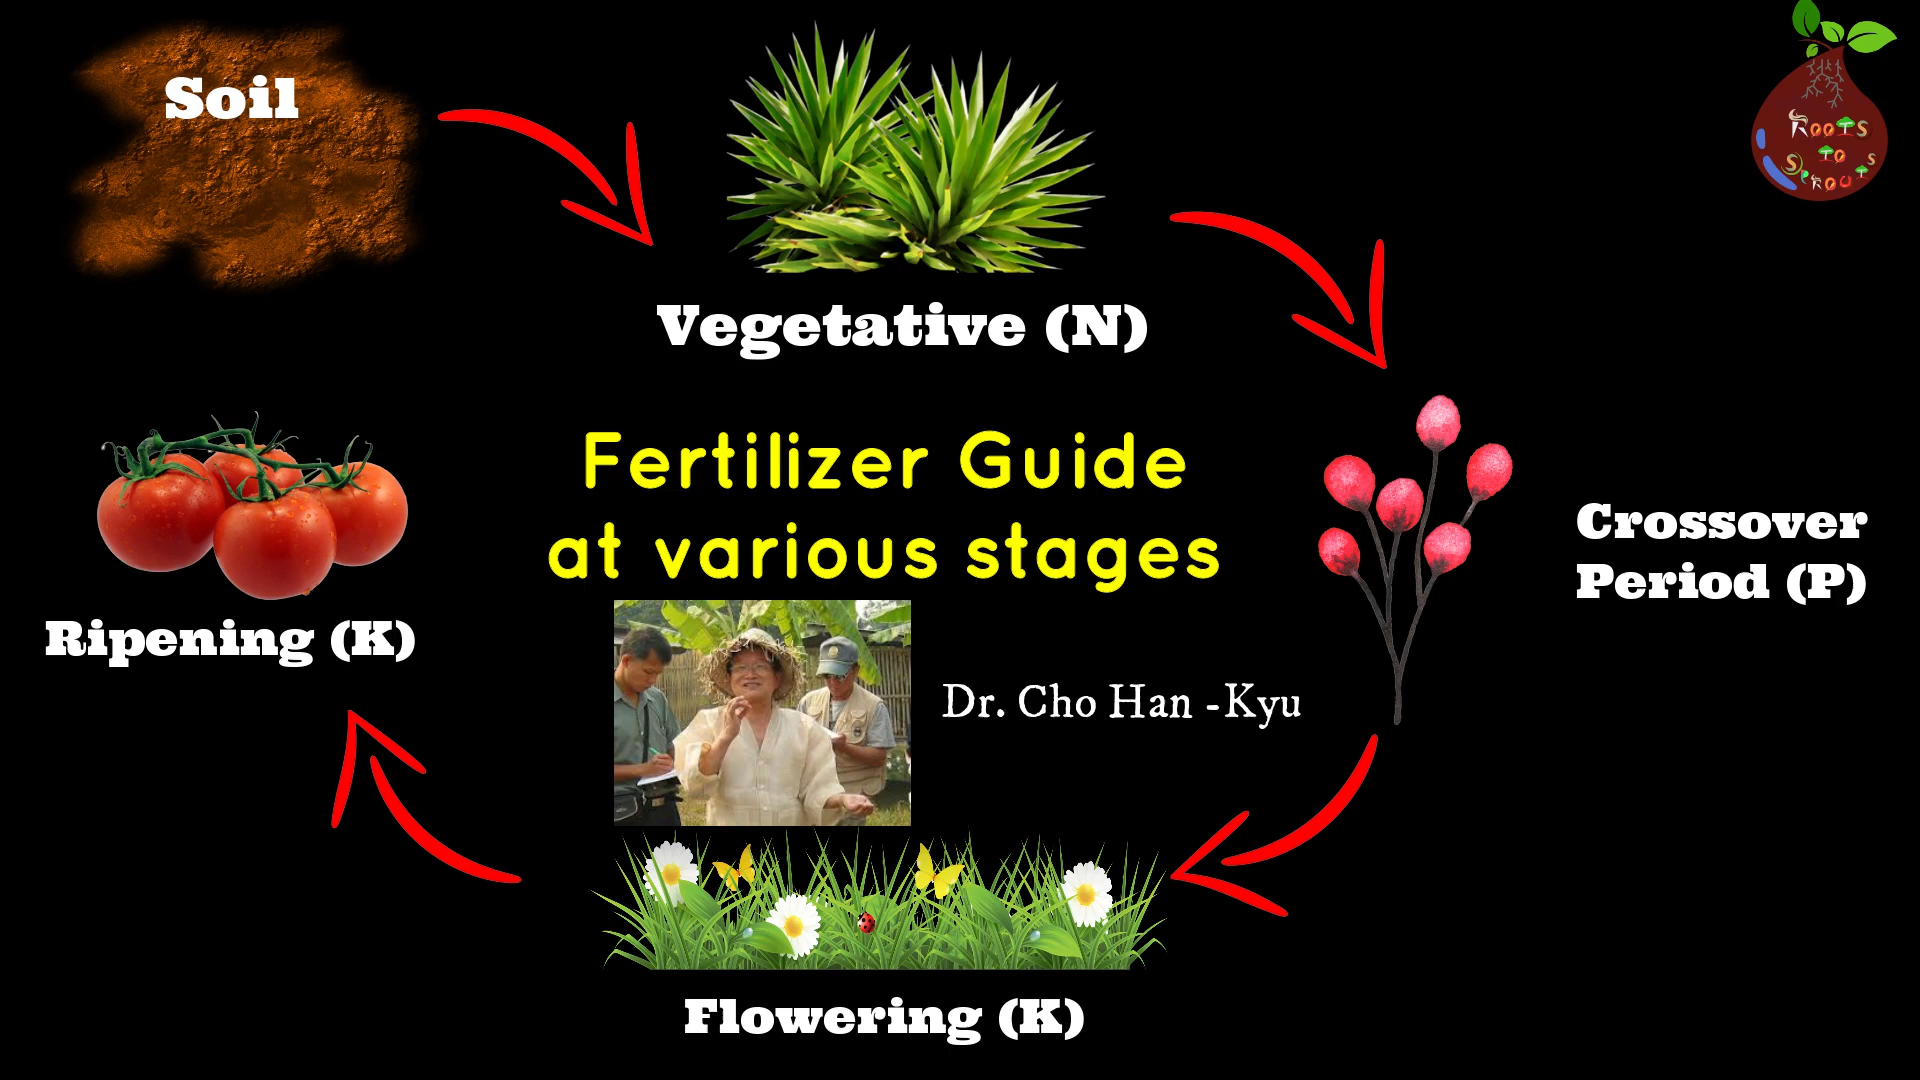 Soil
Roots
To
Sprouts
Vegetative (N)
Fertilizer Guide
at various stages
Crossover
Period (P)
Ripening (K)
Dr. Cho Han -Kyu
Flowering (K)